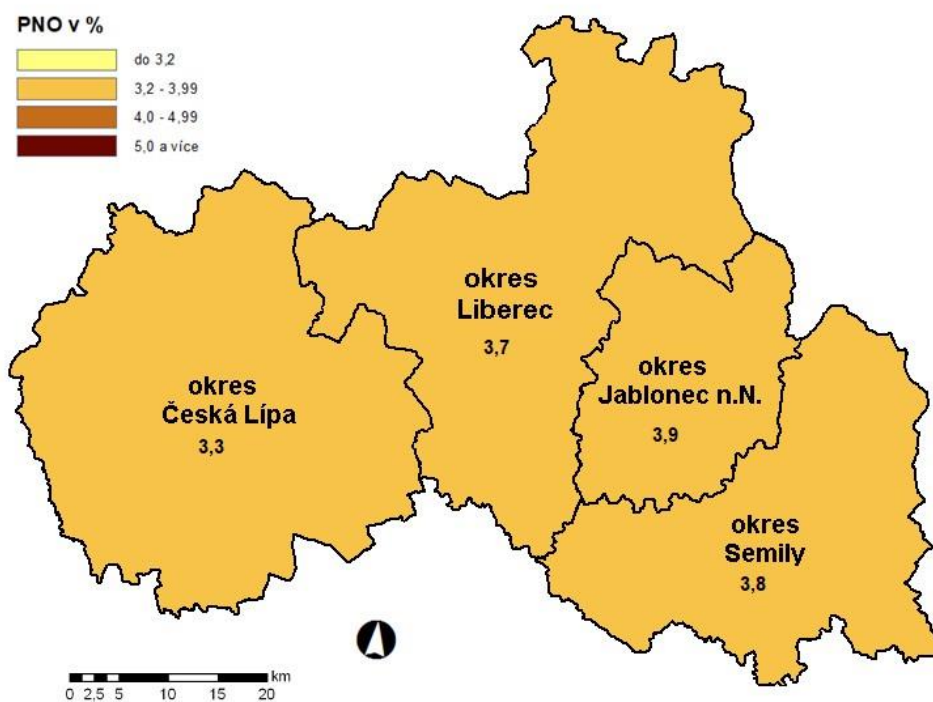 PNO v %
do 3,2
3,2 - 3,99
4,0 - 4,99
5,0 a více
okres
Liberec
3,7
okres
Jablonec n.N.
3,9
okres
Česká Lípa
3,3
okres
Semily
3,8
km
0 2,5 5 10 15 20